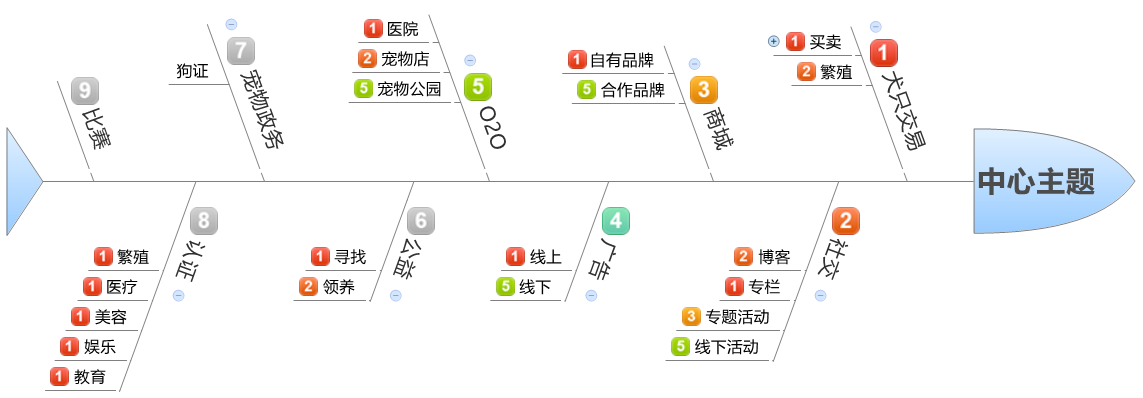 中心主题
1 犬只交易
1 买卖
2 繁殖
2 社交
2 博客
1 专栏
3 专题活动
5 线下活动
3 商城
1 自有品牌
5 合作品牌
4 广告
1 线上
5 线下
5 O2O
1 医院
2 宠物店
5 宠物公园
6 公益
1 寻找
2 领养
7 宠物政务
狗证
8 认证
1 繁殖
1 医疗
1 美容
1 娱乐
1 教育
9 比赛